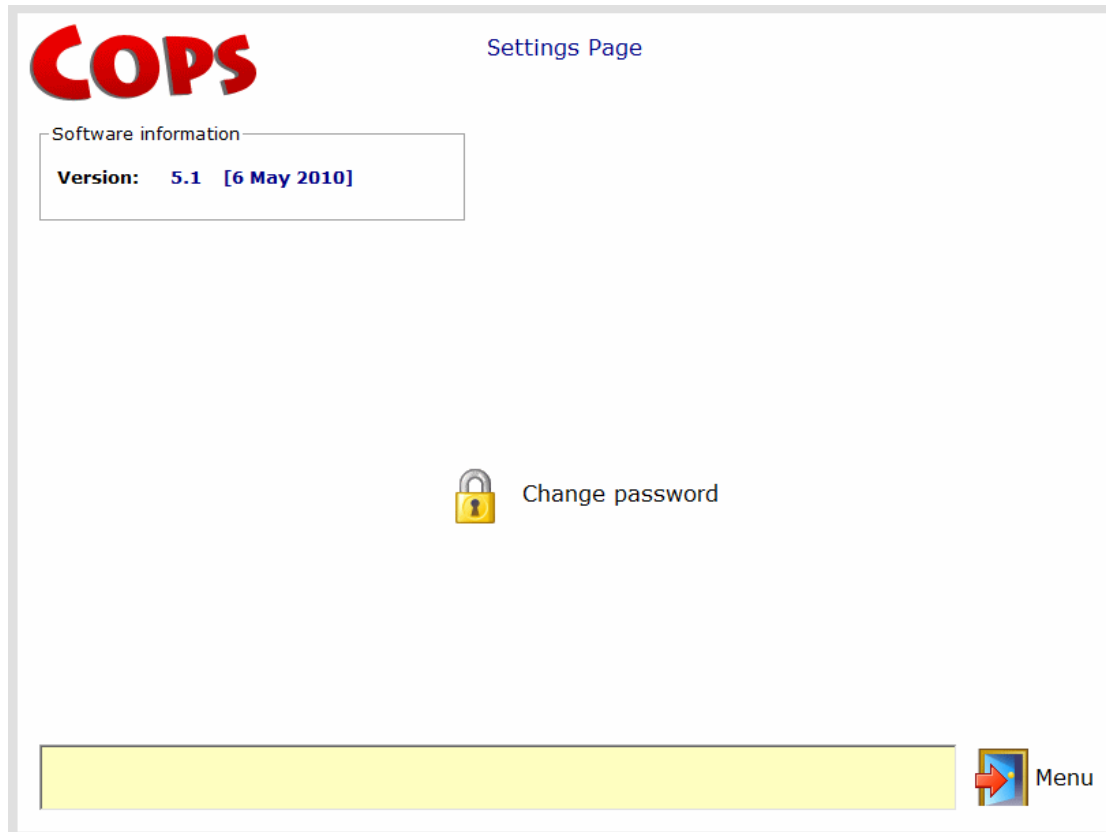 COPS
Settings Page
Software information
Version: 5.1 [6 May 2010]
Change password
Menu